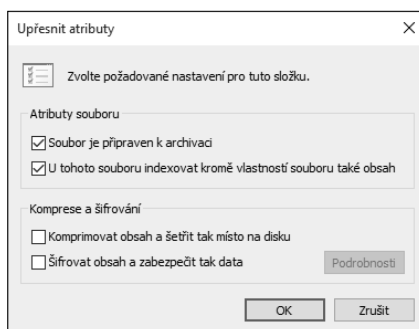 Upřesnit atributy
Zvolte požadované nastavení pro tuto složku.
Atributy souboru
Soubor je připraven k archivaci
U tohoto souboru indexovat kromě vlastností souboru také obsah
Komprese a šifrování
Komprimovat obsah a šetřit tak místo na disku
Šifrovat obsah a zabezpečit tak data
Podrobnosti
OK
Zrušit